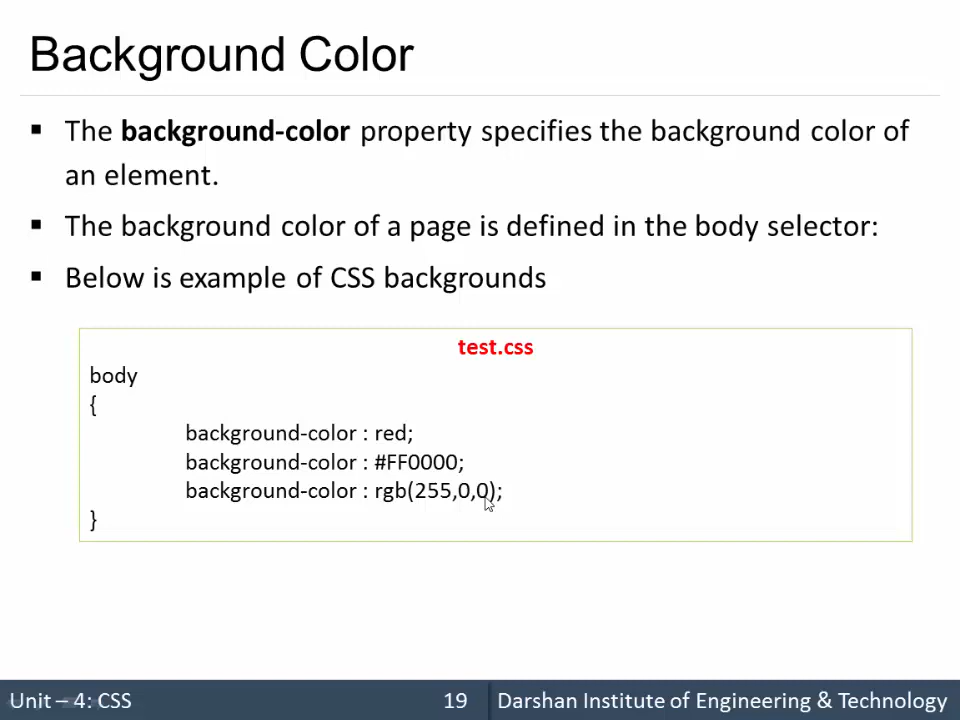 Background Color
▪ The background-color property specifies the background color of
an element.
▪ The background color of a page is defined in the body selector:
▪ Below is example of CSS backgrounds
test.css
body
{
background-color : red;
background-color : #FF0000;
background-color : rgb(255,0,0);
}
Unit – 4: CSS 19 Darshan Institute of Engineering & Technology